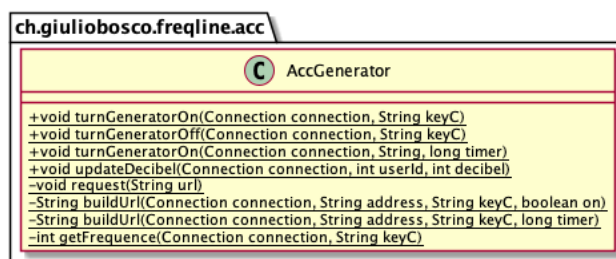 ch.giuliobosco.freqline.acc
C AccGenerator
+void turnGeneratorOn(Connection connection, String keyC)
+void turnGeneratorOff(Connection connection, String keyC)
+void turnGeneratorOn(Connection connection, String, long timer)
+void updateDecibel(Connection connection, int userId, int decibel)
-void request(String url)
-String buildUrl(Connection connection, String address, String keyC, boolean on)
-String buildUrl(Connection connection, String address, String keyC, long timer)
-int getFrequence(Connection connection, String keyC)